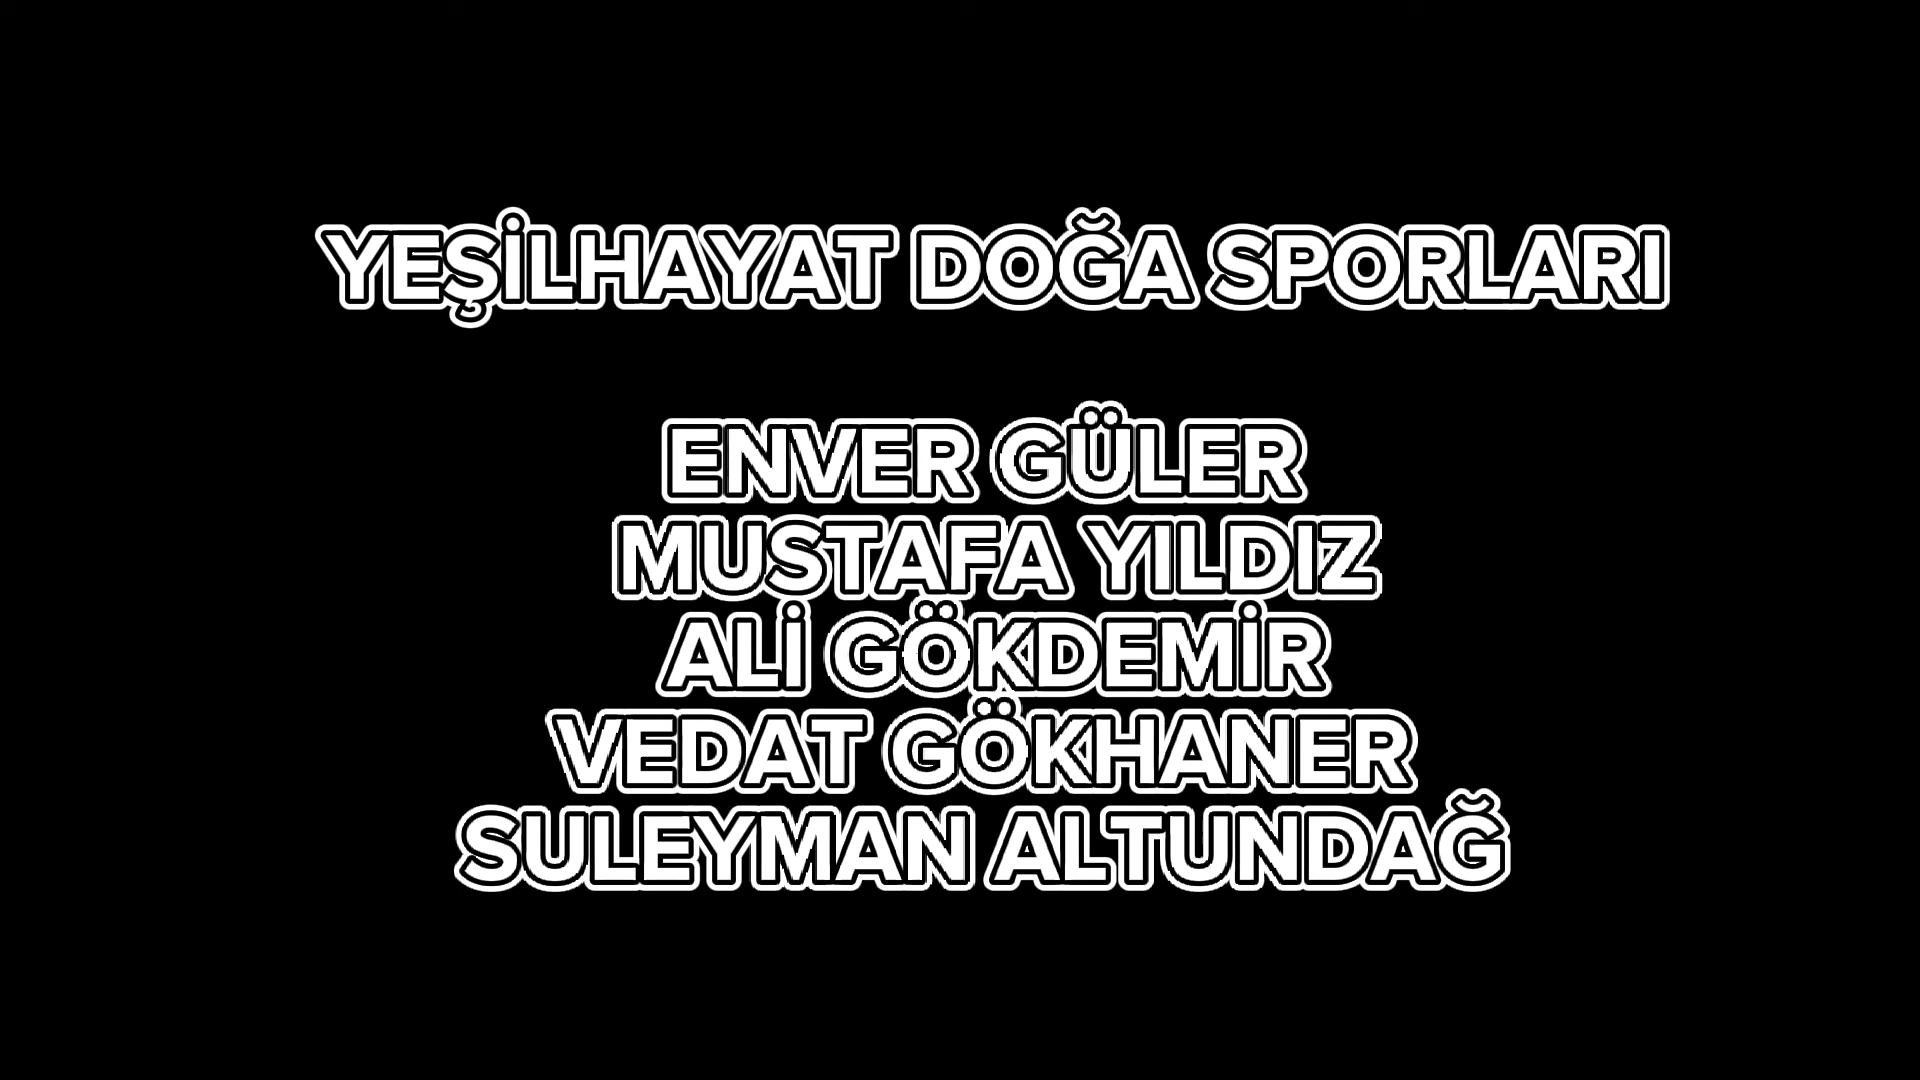 YEŞİLHAYAT DOĞA SPORLARI
ENVER GÜLER
MUSTAFA YILDIZ
ALİ GÖKDEMİR
VEDAT GÖKHANER
SULEYMAN ALTUNDAĞ